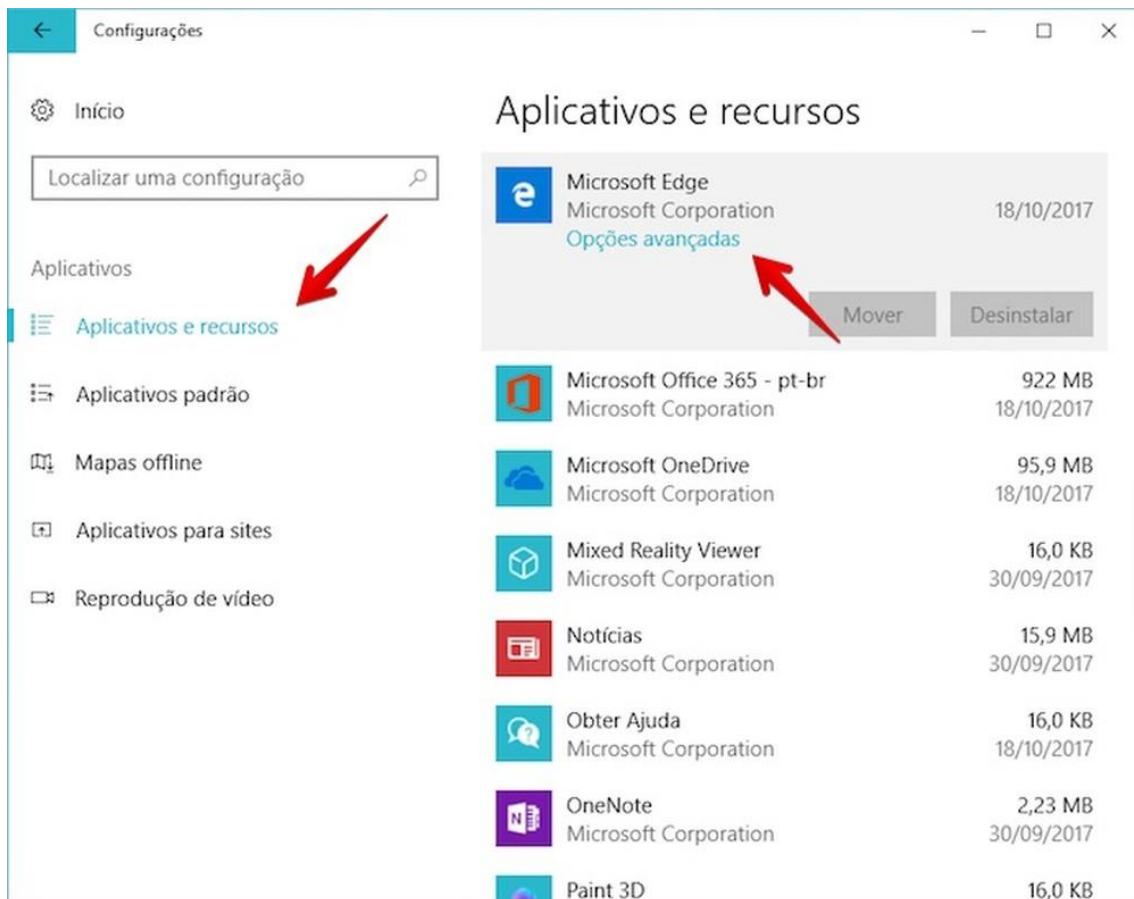 Configurações
Início
Localizar uma configuração
Aplicativos
Aplicativos e recursos
Aplicativos padrão
Mapas offline
Aplicativos para sites
Reprodução de vídeo
Aplicativos e recursos
Microsoft Edge
Microsoft Corporation 18/10/2017
Opções avançadas
Mover Desinstalar
Microsoft Office 365 - pt-br 922 MB
Microsoft Corporation 18/10/2017
Microsoft OneDrive 95,9 MB
Microsoft Corporation 18/10/2017
Mixed Reality Viewer 16,0 KB
Microsoft Corporation 30/09/2017
Notícias 15,9 MB
Microsoft Corporation 30/09/2017
Obter Ajuda 16,0 KB
Microsoft Corporation 18/10/2017
OneNote 2,23 MB
Microsoft Corporation 30/09/2017
Paint 3D 16,0 KB